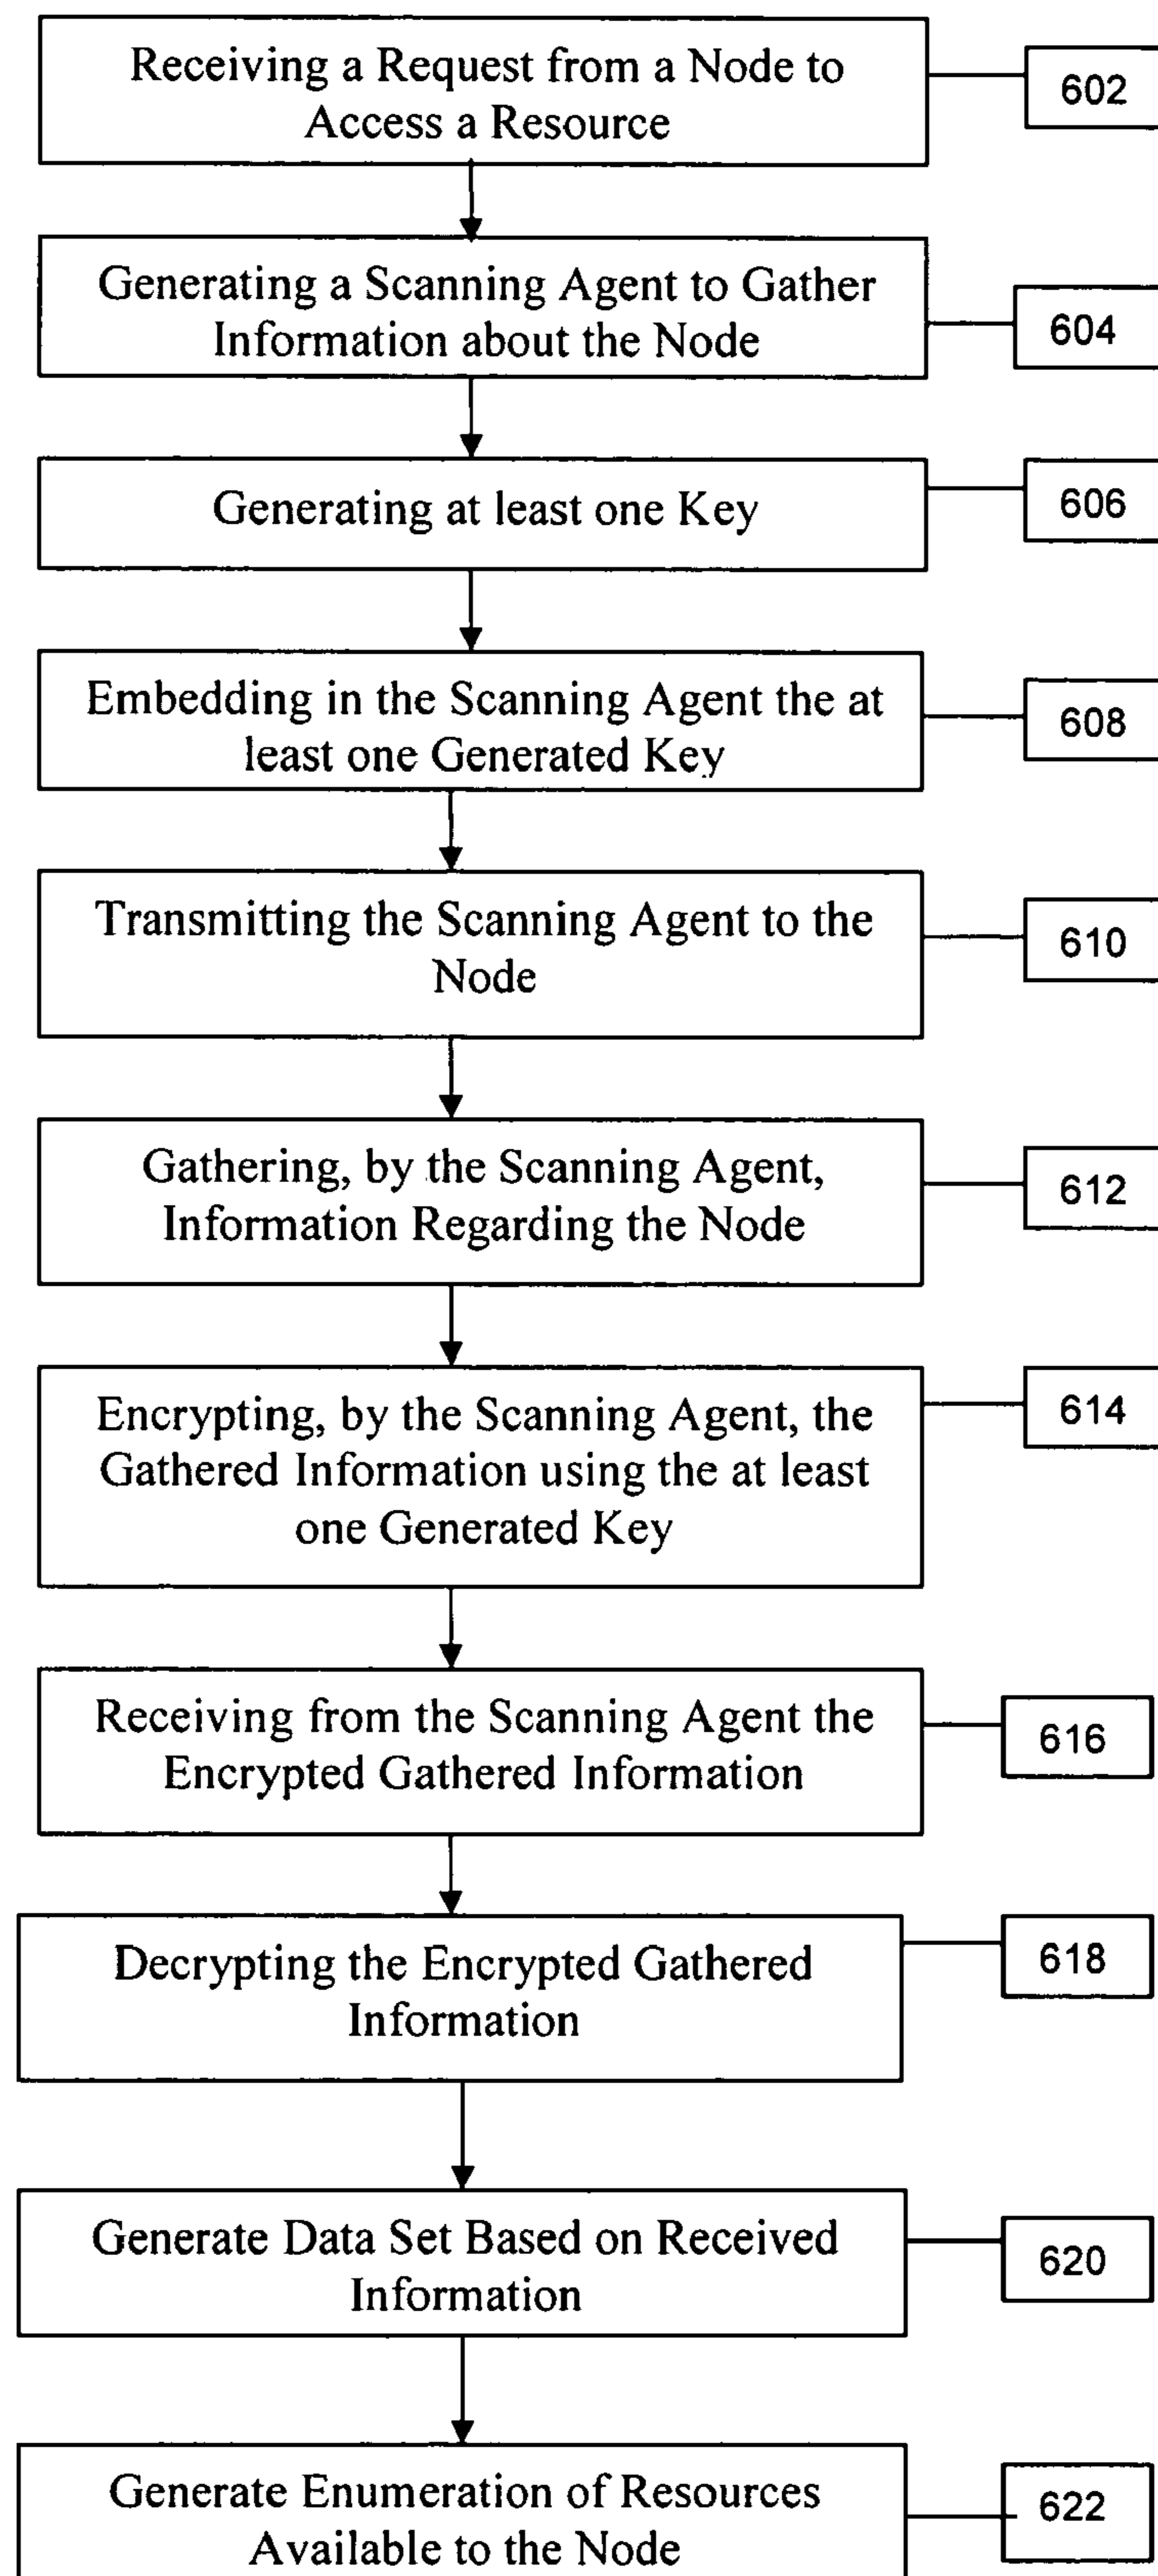 Receiving a Request from a Node to
Access a Resource
602
Generating a Scanning Agent to Gather
Information about the Node
604
Generating at least one Key
606
Embedding in the Scanning Agent the at
least one Generated Key
608
Transmitting the Scanning Agent to the
Node
610
Gathering, by the Scanning Agent,
Information Regarding the Node
612
Encrypting, by the Scanning Agent, the
Gathered Information using the at least
one Generated Key
614
Receiving from the Scanning Agent the
Encrypted Gathered Information
616
Decrypting the Encrypted Gathered
Information
618
Generate Data Set Based on Received
Information
620
Generate Enumeration of Resources
Available to the Node
622